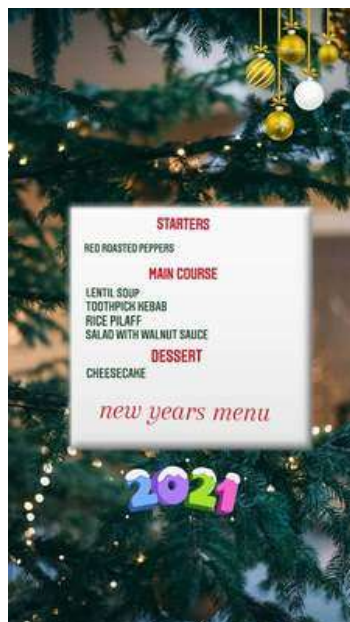 STARTERS
RED ROASTED PEPPERS
MAIN COURSE
LENTIL SOUP
TOOTHPICK KEBAB
RICE PILAFF
SALAD WITH WALNUT SAUCE
DESSERT
CHEESECAKE
new years menu
2021